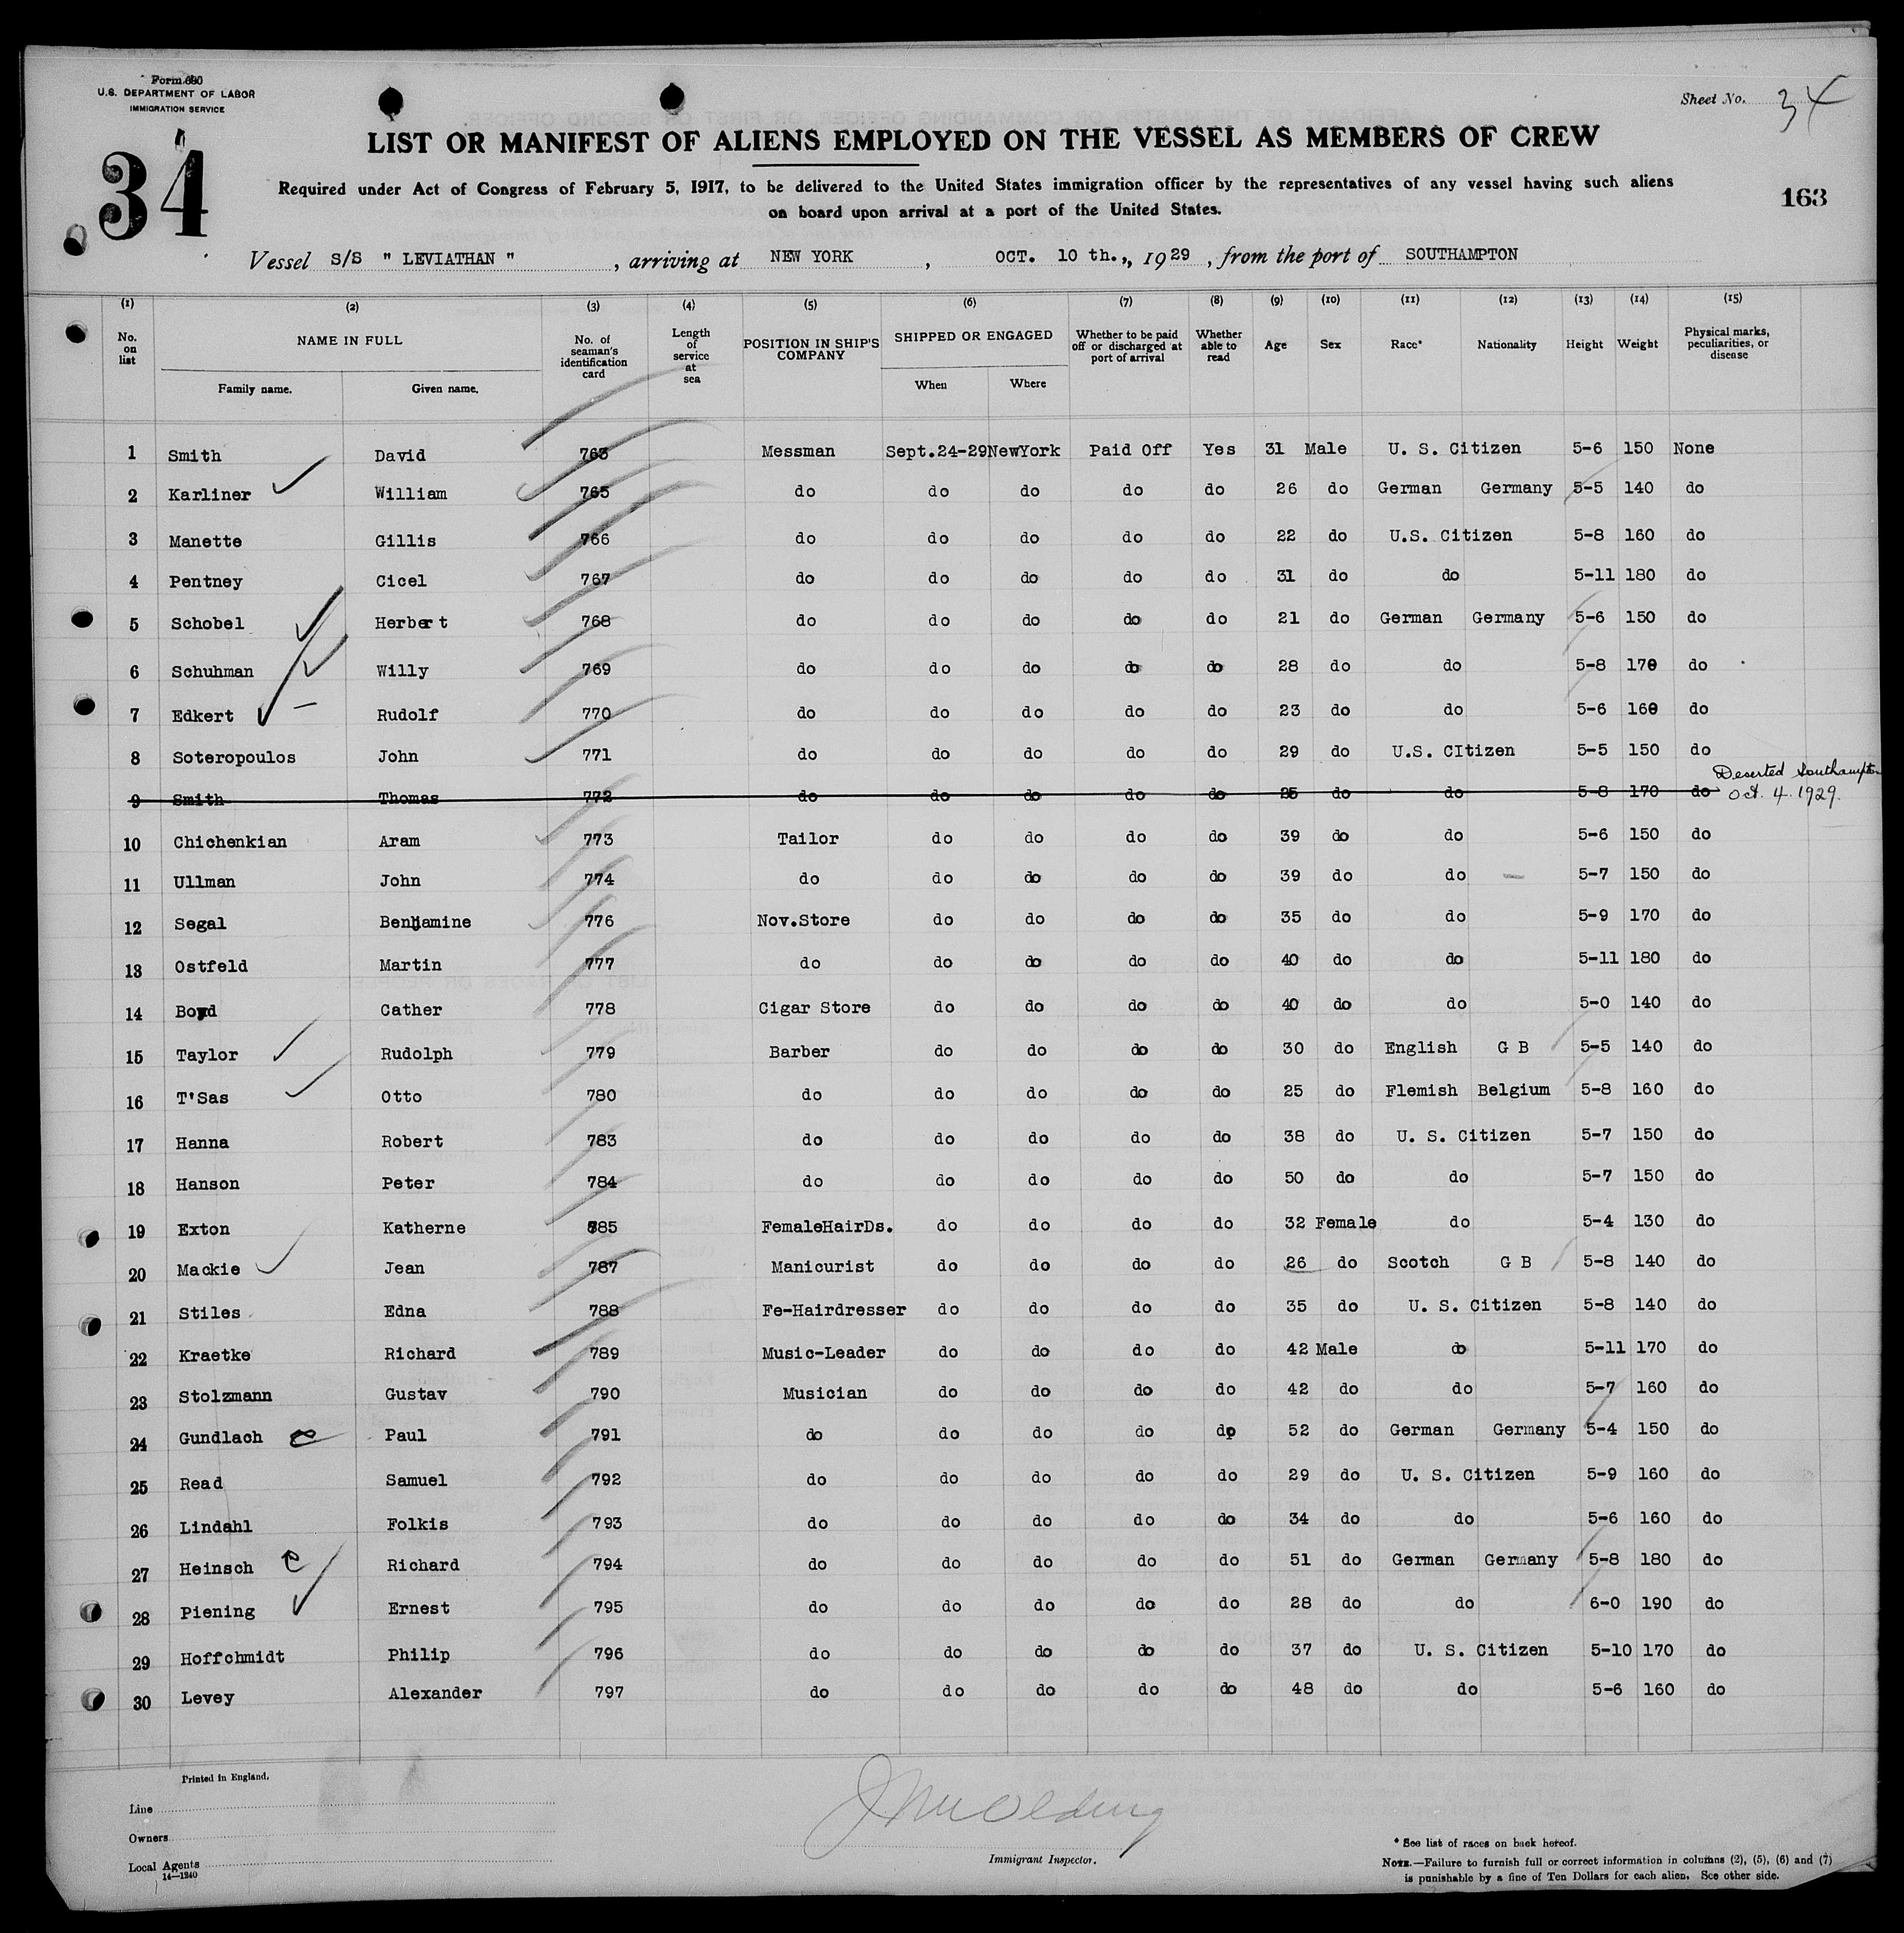 Form 680
U.S. DEPARTMENT OF LABOR
IMMIGRATION SERVICE
Sheet No. 34
34
LIST OR MANIFEST OF ALIENS EMPLOYED ON THE VESSEL AS MEMBERS OF CREW
Required under Act of Congress of February 5, 1917, to be delivered to the United States immigration officer by the representatives of any vessel having such aliens
on board upon arrival at a port of the United States.
163
Vessel S/S " LEVIATHAN ", arriving at NEW YORK, OCT. 10 th., 1929, from the port of SOUTHAMPTON
(1) (2) (3) (4) (5) (6) (7) (8) (9) (10) (11) (12) (13) (14) (15)
No. on list NAME IN FULL No. of seaman's identification card Length of service at sea POSITION IN SHIP'S COMPANY SHIPPED OR ENGAGED Whether to be paid off or discharged at port of arrival Whether able to read Age Sex Race* Nationality Height Weight Physical marks, peculiarities, or disease
Family name. Given name. When Where
1 Smith David 763 Messman Sept.24-29 NewYork Paid Off Yes 31 Male U. S. Citizen 5-6 150 None
2 Karliner William 765 do do do do do 26 do German Germany 5-5 140 do
3 Manette Gillis 766 do do do do do 22 do U.S. Citizen 5-8 160 do
4 Pentney Cicel 767 do do do do do 31 do do 5-11 180 do
5 Schobel Herbert 768 do do do do do 21 do German Germany 5-6 150 do
6 Schuhman Willy 769 do do do do do 28 do do 5-8 170 do
7 Edkert Rudolf 770 do do do do do 23 do do 5-6 160 do
8 Soteropoulos John 771 do do do do do 29 do U.S. CItizen 5-5 150 do
9 Smith Thomas 772 do do do do do 25 do do 5-8 170 do Deserted Southampton Oct. 4. 1929.
10 Chichenkian Aram 773 Tailor do do do do 39 do do 5-6 150 do
11 Ullman John 774 do do do do do 39 do do 5-7 150 do
12 Segal Benjamine 776 Nov.Store do do do do 35 do do 5-9 170 do
13 Ostfeld Martin 777 do do do do do 40 do do 5-11 180 do
14 Boyd Cather 778 Cigar Store do do do do 40 do do 5-0 140 do
15 Taylor Rudolph 779 Barber do do do do 30 do English G B 5-5 140 do
16 T'Sas Otto 780 do do do do do 25 do Flemish Belgium 5-8 160 do
17 Hanna Robert 783 do do do do do 38 do U. S. Citizen 5-7 150 do
18 Hanson Peter 784 do do do do do 50 do do 5-7 150 do
19 Exton Katherne 785 FemaleHairDs. do do do do 32 Female do 5-4 130 do
20 Mackie Jean 787 Manicurist do do do do 26 do Scotch G B 5-8 140 do
21 Stiles Edna 788 Fe-Hairdresser do do do do 35 do U. S. Citizen 5-8 140 do
22 Kraetke Richard 789 Music-Leader do do do do 42 Male do 5-11 170 do
23 Stolzmann Gustav 790 Musician do do do do 42 do do 5-7 160 do
24 Gundlach Paul 791 do do do do do 52 do German Germany 5-4 150 do
25 Read Samuel 792 do do do do do 29 do U. S. Citizen 5-9 160 do
26 Lindahl Folkis 793 do do do do do 34 do do 5-6 160 do
27 Heinsch Richard 794 do do do do do 51 do German Germany 5-8 180 do
28 Piening Ernest 795 do do do do do 28 do do 6-0 190 do
29 Hoffchmidt Philip 796 do do do do do 37 do U. S. Citizen 5-10 170 do
30 Levey Alexander 797 do do do do do 48 do do 5-6 160 do
Printed in England.
Line
Owners
Local Agents
14—1240
Immigrant Inspector.
* See list of races on back hereof.
NOTE.—Failure to furnish full or correct information in columns (2), (5), (6) and (7)
is punishable by a fine of Ten Dollars for each alien. See other side.